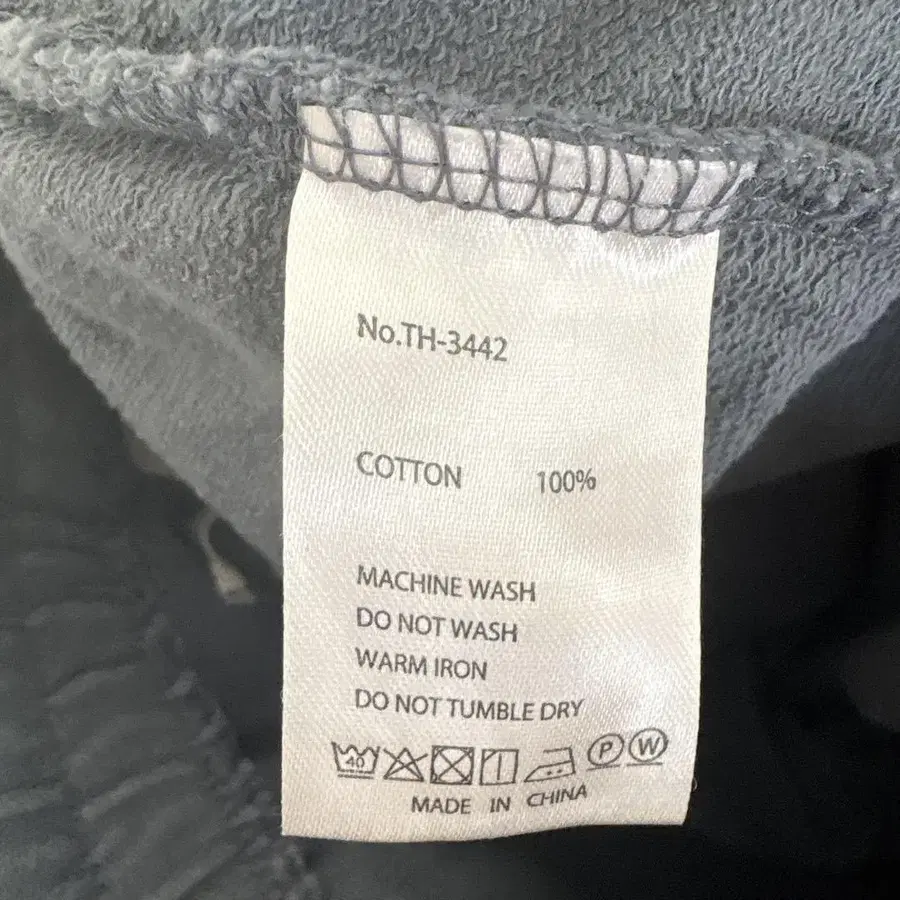 No.TH-3442
COTTON 100%
MACHINE WASH
DO NOT WASH
WARM IRON
DO NOT TUMBLE DRY
40 P W
MADE IN CHINA